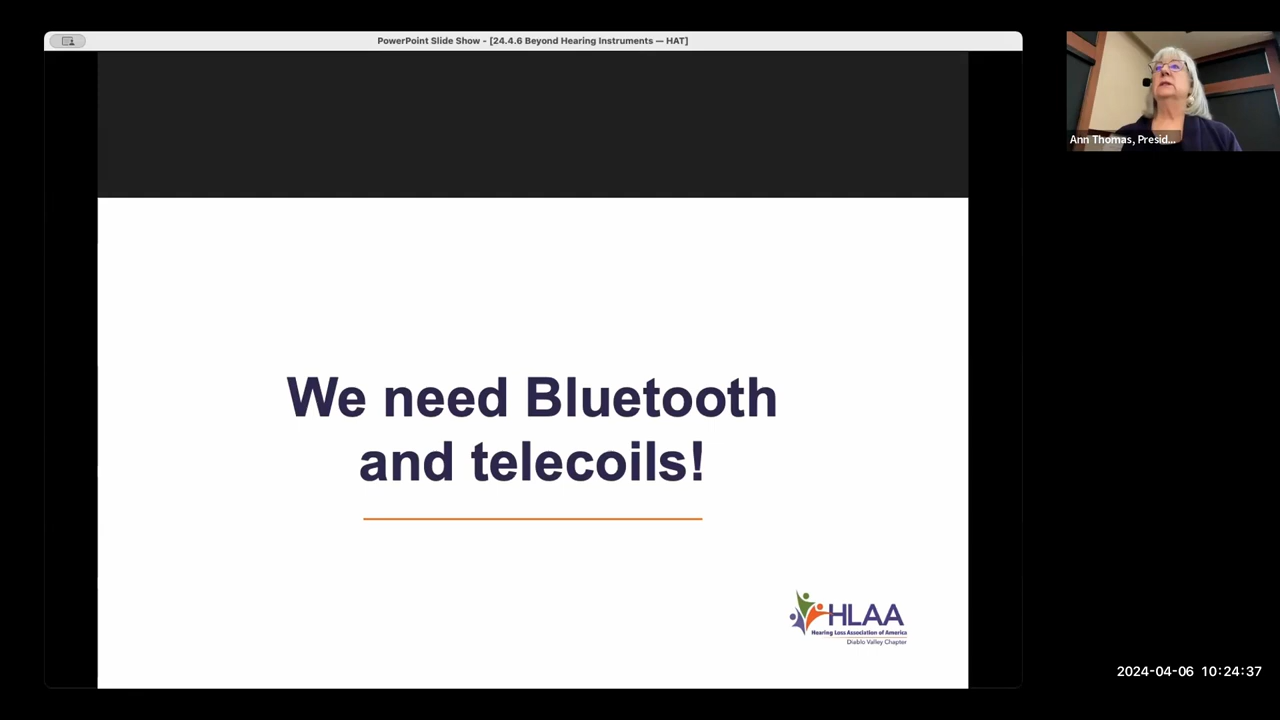 PowerPoint Slide Show - [24.4.6 Beyond Hearing Instruments — HAT]
Ann Thomas, Presid...
We need Bluetooth
and telecoils!
HLAA
Hearing Loss Association of America
Diablo Valley Chapter
2024-04-06 10:24:37